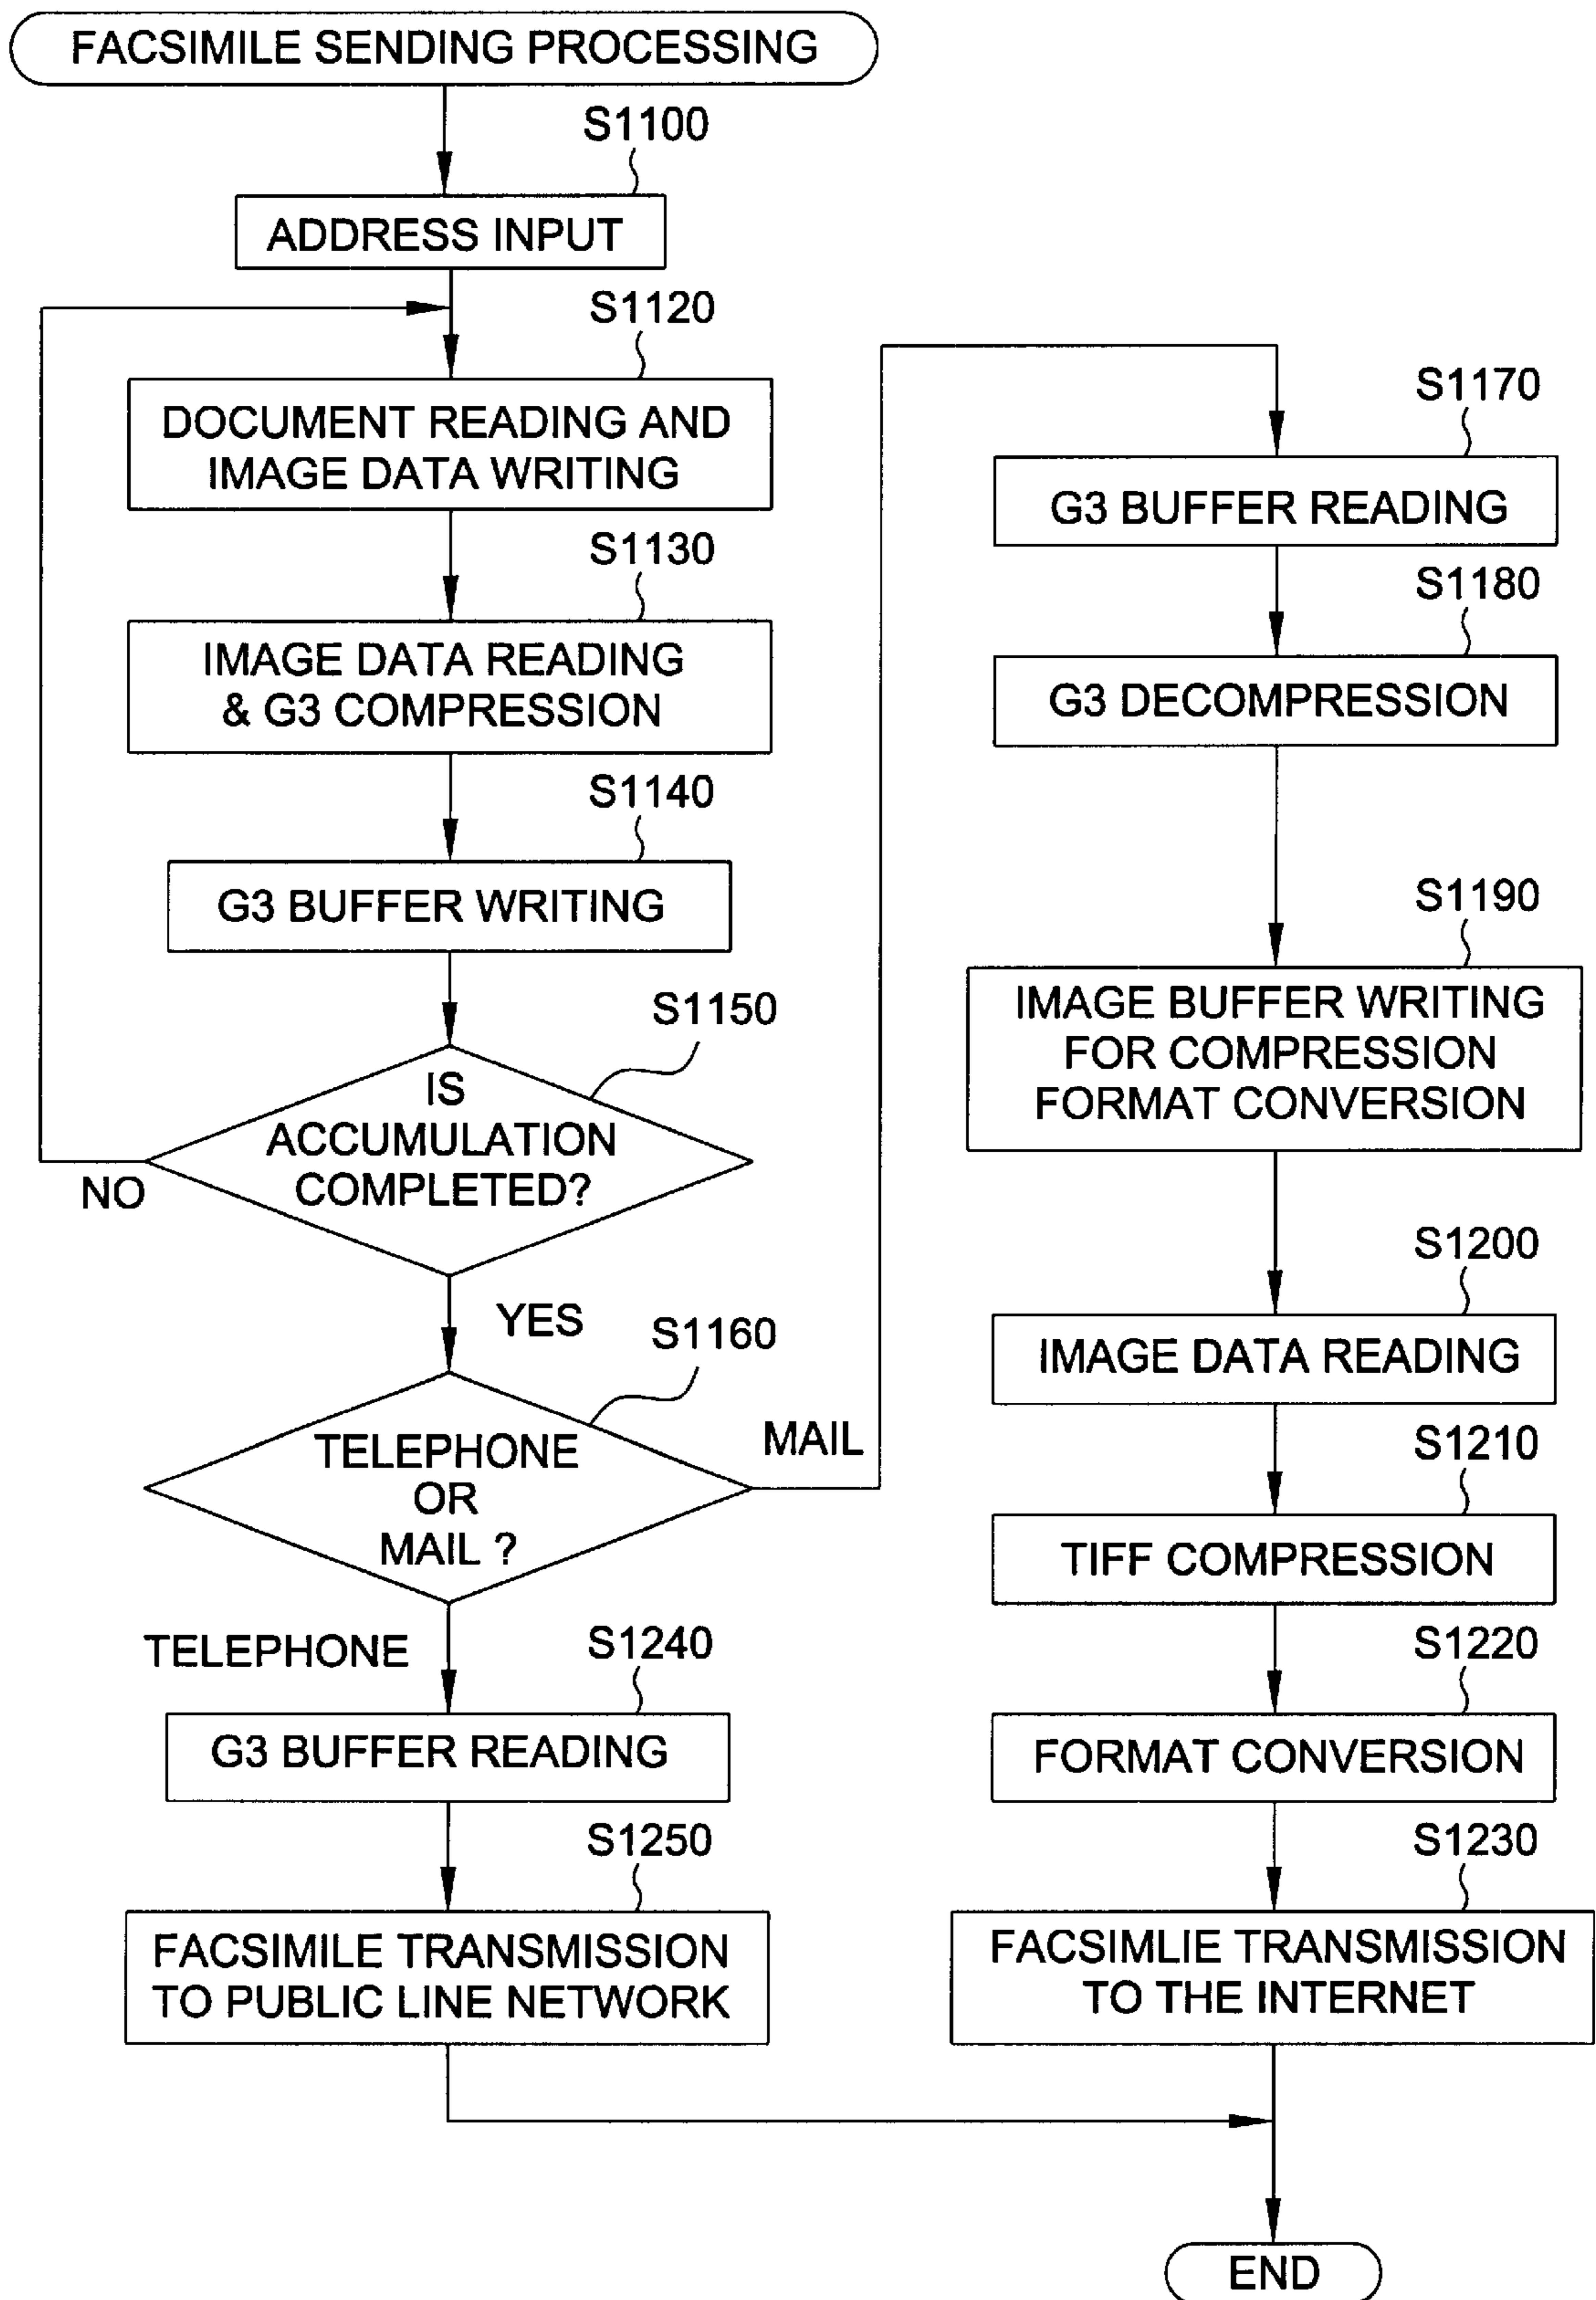 FACSIMILE SENDING PROCESSING
S1100
ADDRESS INPUT
S1120
DOCUMENT READING AND
IMAGE DATA WRITING
S1130
IMAGE DATA READING
& G3 COMPRESSION
S1140
G3 BUFFER WRITING
S1150
IS
ACCUMULATION
COMPLETED?
NO
YES
S1160
TELEPHONE
OR
MAIL ?
MAIL
TELEPHONE
S1240
G3 BUFFER READING
S1250
FACSIMILE TRANSMISSION
TO PUBLIC LINE NETWORK
S1170
G3 BUFFER READING
S1180
G3 DECOMPRESSION
S1190
IMAGE BUFFER WRITING
FOR COMPRESSION
FORMAT CONVERSION
S1200
IMAGE DATA READING
S1210
TIFF COMPRESSION
S1220
FORMAT CONVERSION
S1230
FACSIMLIE TRANSMISSION
TO THE INTERNET
END